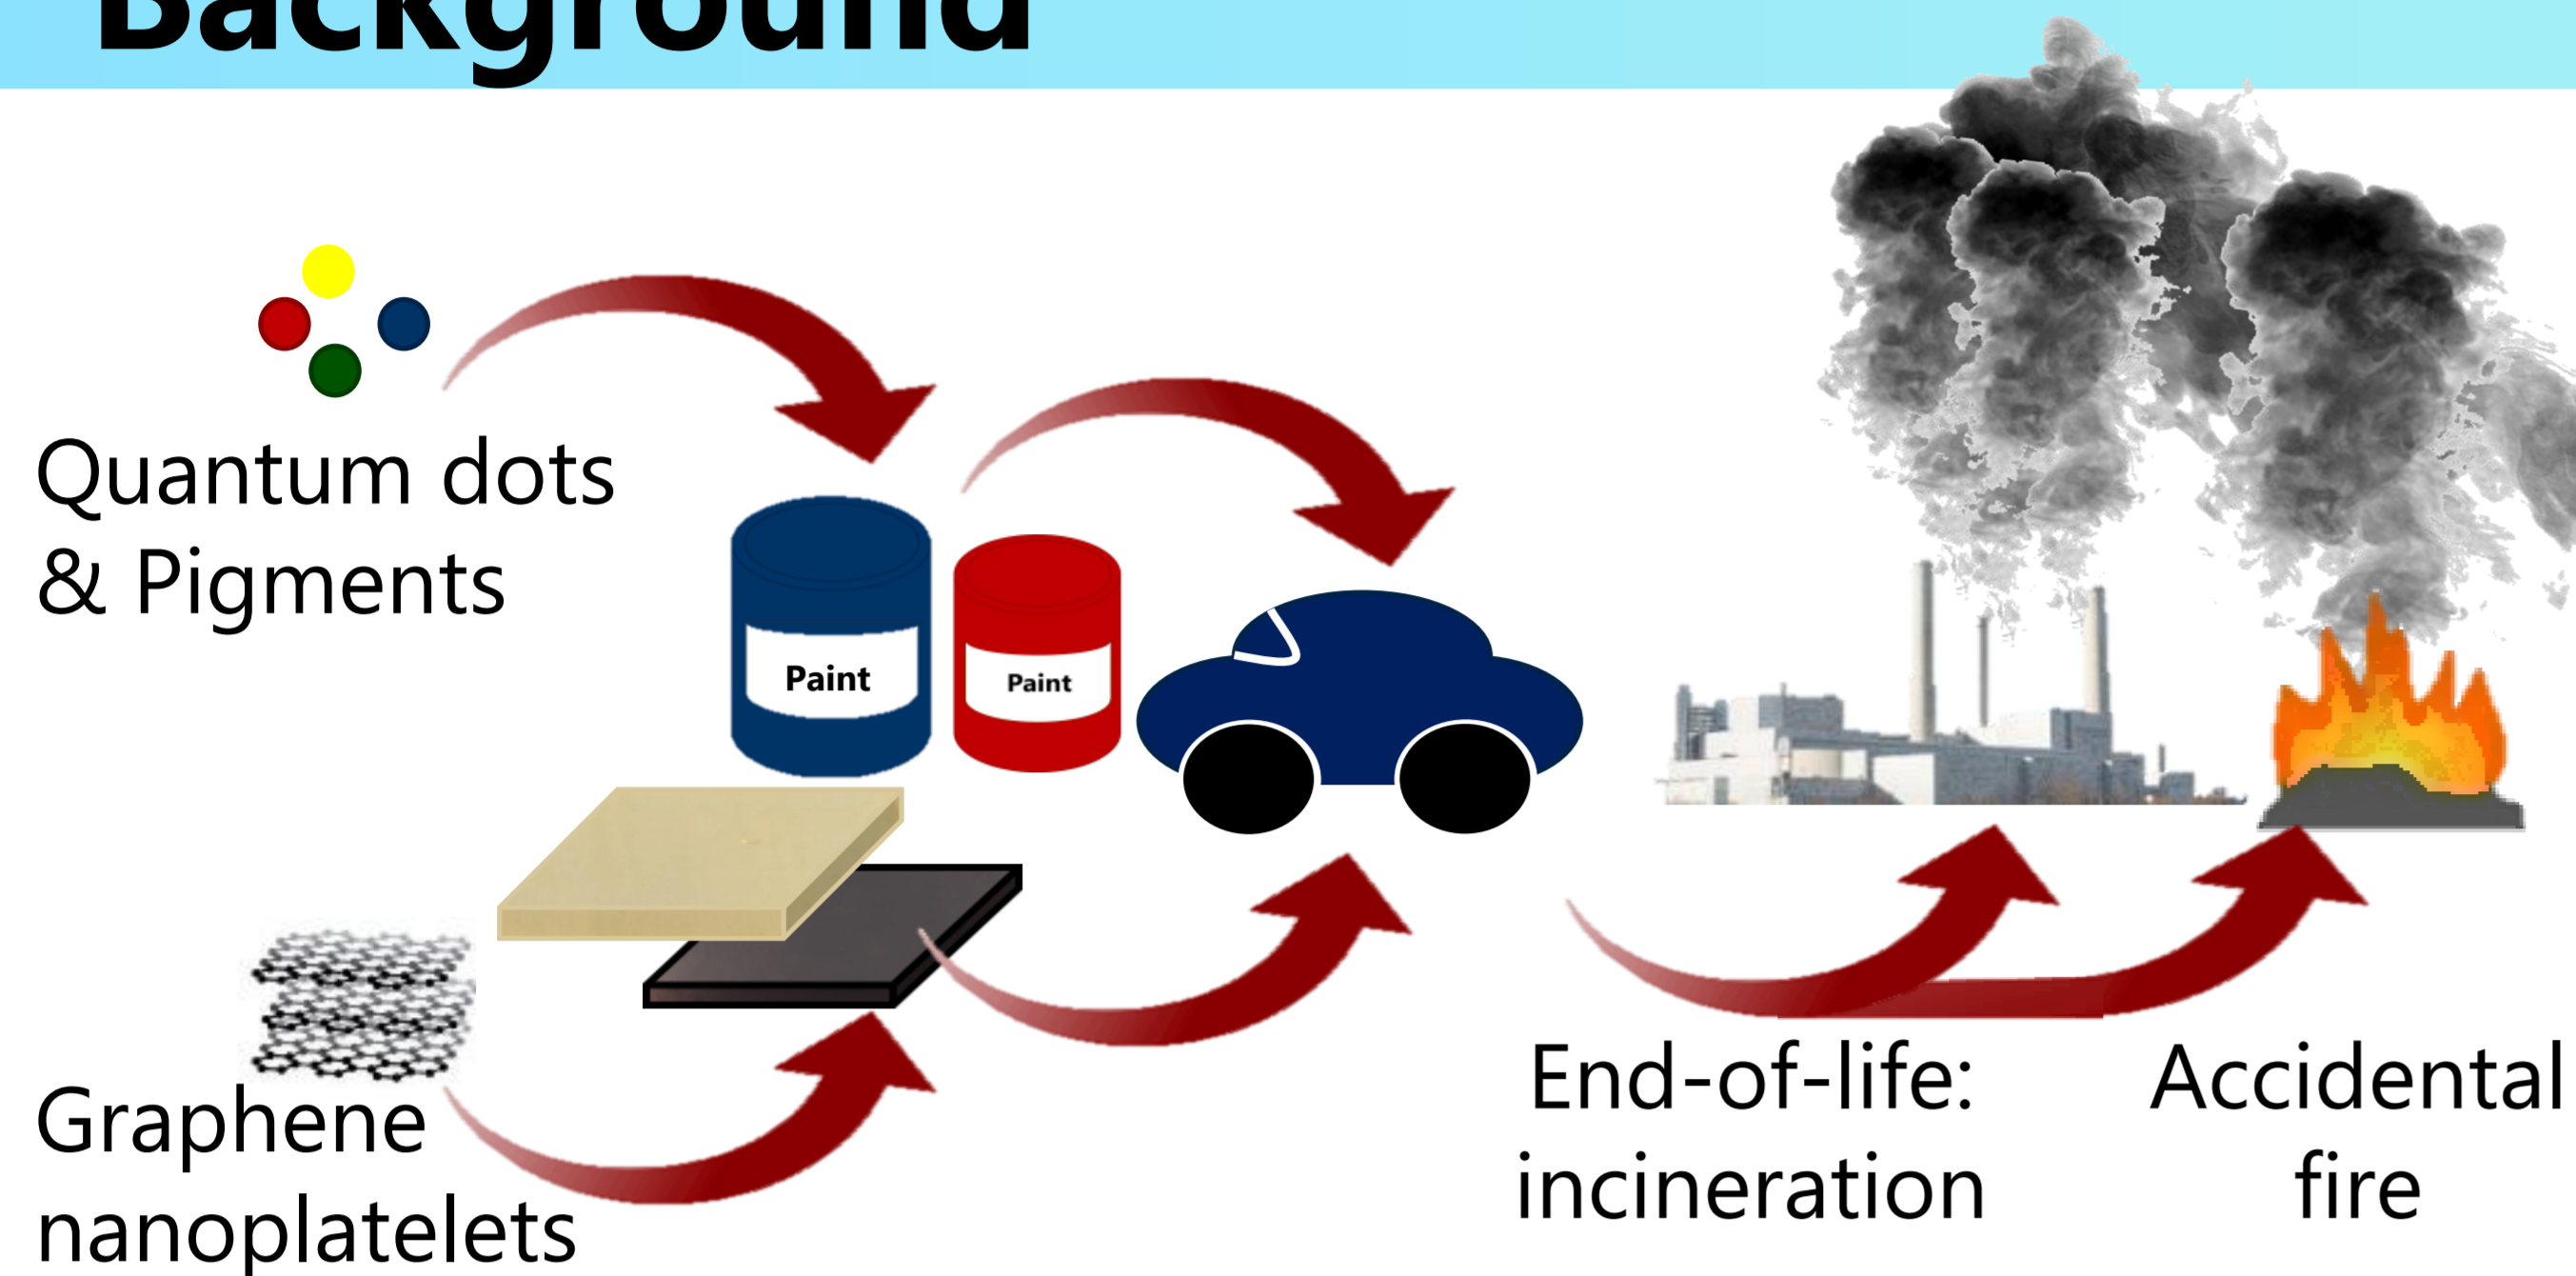 Background
Quantum dots
& Pigments
Paint
Paint
Graphene
nanoplatelets
End-of-life:
incineration
Accidental
fire